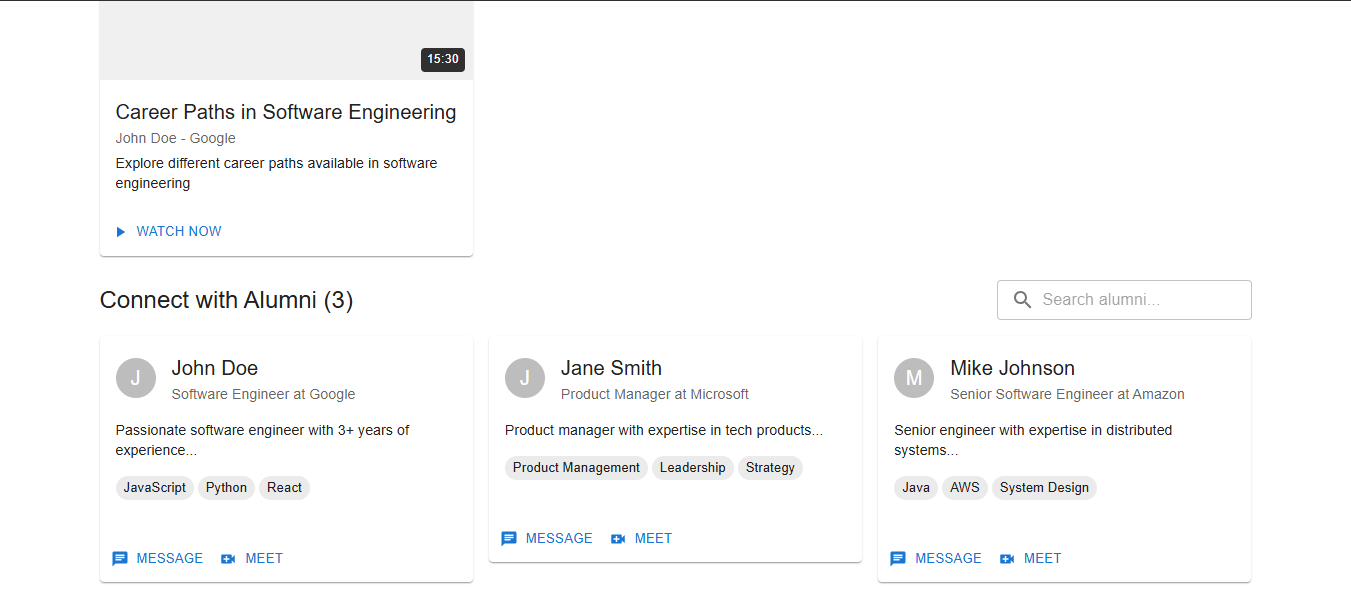 15:30
Career Paths in Software Engineering
John Doe - Google
Explore different career paths available in software
engineering
WATCH NOW
Connect with Alumni (3)
Search alumni...
J
John Doe
Software Engineer at Google
Passionate software engineer with 3+ years of
experience...
JavaScript Python React
MESSAGE MEET
J
Jane Smith
Product Manager at Microsoft
Product manager with expertise in tech products...
Product Management Leadership Strategy
MESSAGE MEET
M
Mike Johnson
Senior Software Engineer at Amazon
Senior engineer with expertise in distributed
systems...
Java AWS System Design
MESSAGE MEET